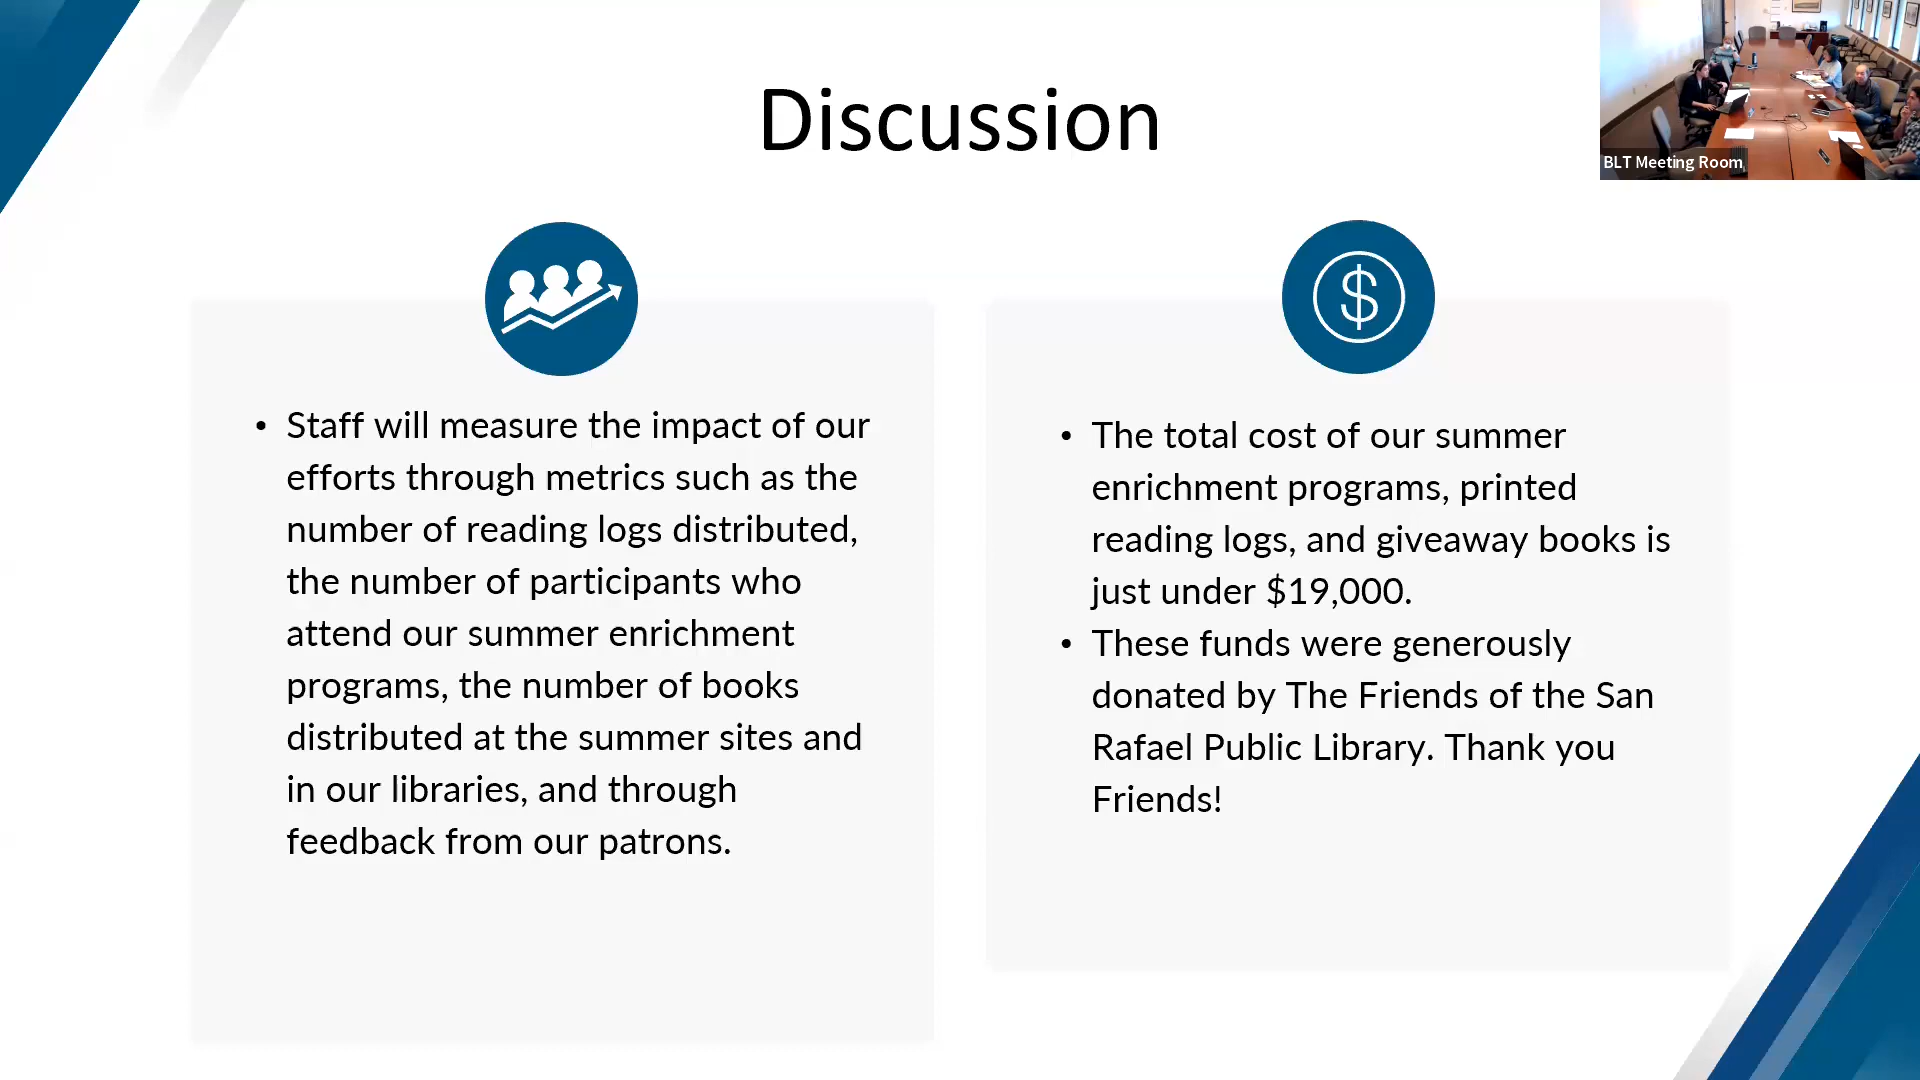 Discussion
BLT Meeting Room
• Staff will measure the impact of our
efforts through metrics such as the
number of reading logs distributed,
the number of participants who
attend our summer enrichment
programs, the number of books
distributed at the summer sites and
in our libraries, and through
feedback from our patrons.
$
• The total cost of our summer
enrichment programs, printed
reading logs, and giveaway books is
just under $19,000.
• These funds were generously
donated by The Friends of the San
Rafael Public Library. Thank you
Friends!